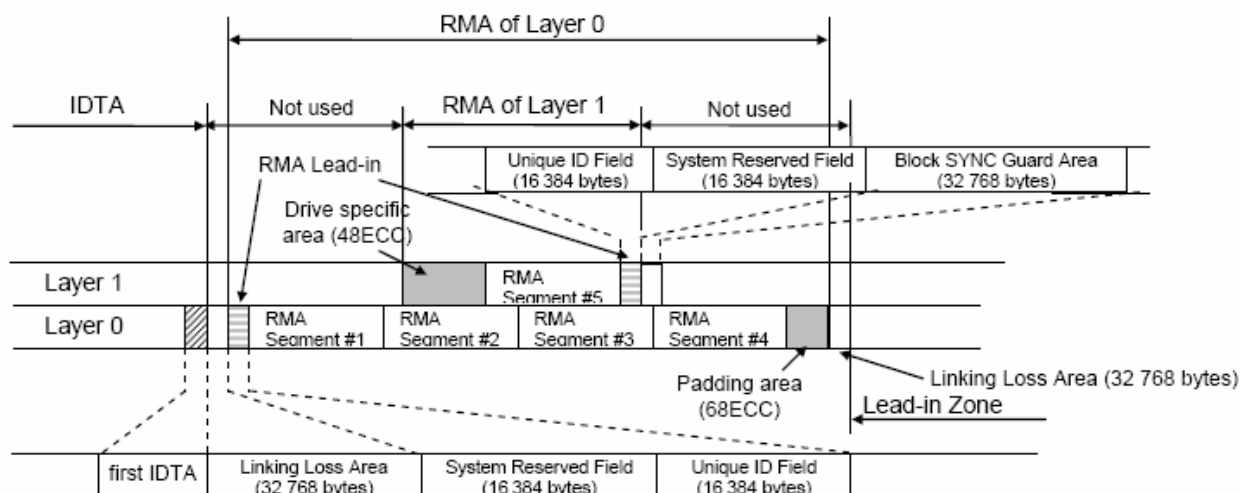 RMA of Layer 0
IDTA
Not used
RMA of Layer 1
Not used
Unique ID Field
(16 384 bytes)
System Reserved Field
(16 384 bytes)
Block SYNC Guard Area
(32 768 bytes)
RMA Lead-in
Drive specific
area (48ECC)
Layer 1
RMA
Segment #5
Layer 0
RMA
Segment #1
RMA
Segment #2
RMA
Segment #3
RMA
Segment #4
Padding area
(68ECC)
Linking Loss Area (32 768 bytes)
Lead-in Zone
first IDTA
Linking Loss Area
(32 768 bytes)
System Reserved Field
(16 384 bytes)
Unique ID Field
(16 384 bytes)